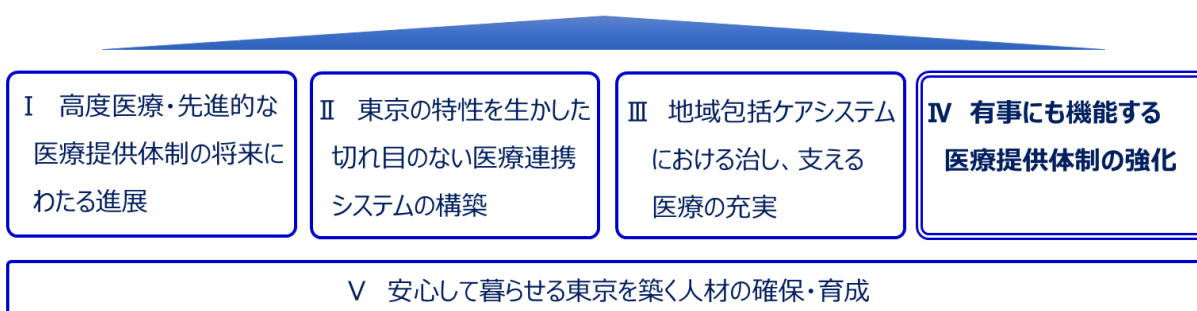 Ⅰ 高度医療・先進的な
医療提供体制の将来に
わたる進展
Ⅱ 東京の特性を生かした
切れ目のない医療連携
システムの構築
Ⅲ 地域包括ケアシステム
における治し、支える
医療の充実
Ⅳ 有事にも機能する
医療提供体制の強化
Ⅴ 安心して暮らせる東京を築く人材の確保・育成